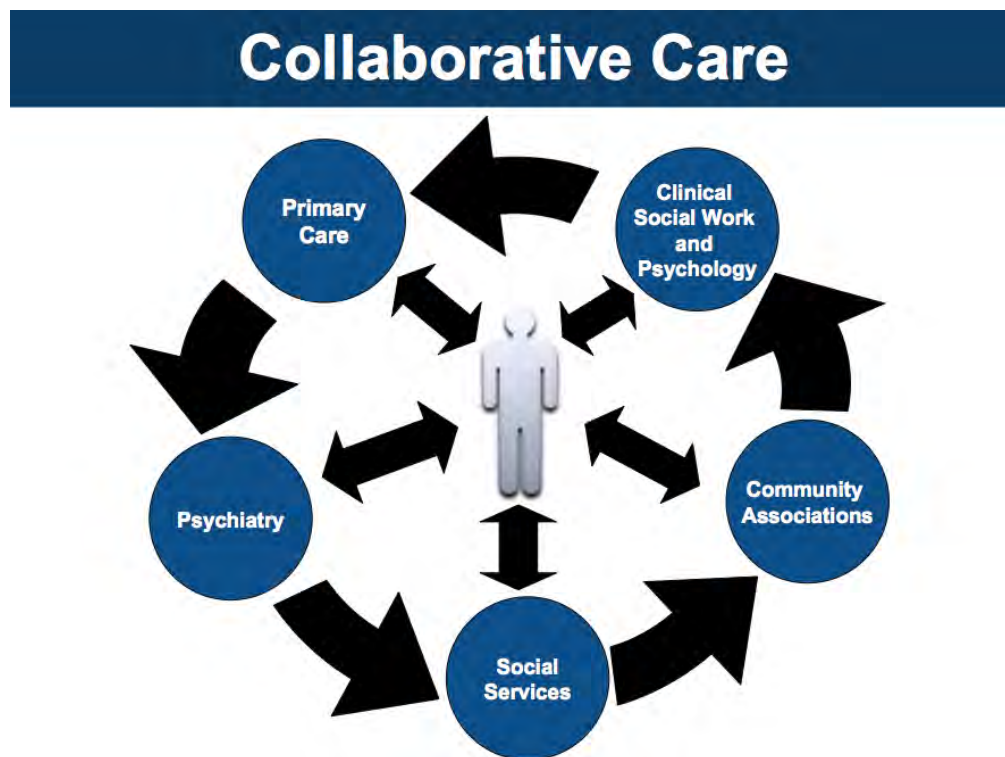 Collaborative Care
Primary
Care
Clinical
Social Work
and
Psychology
Psychiatry
Community
Associations
Social
Services